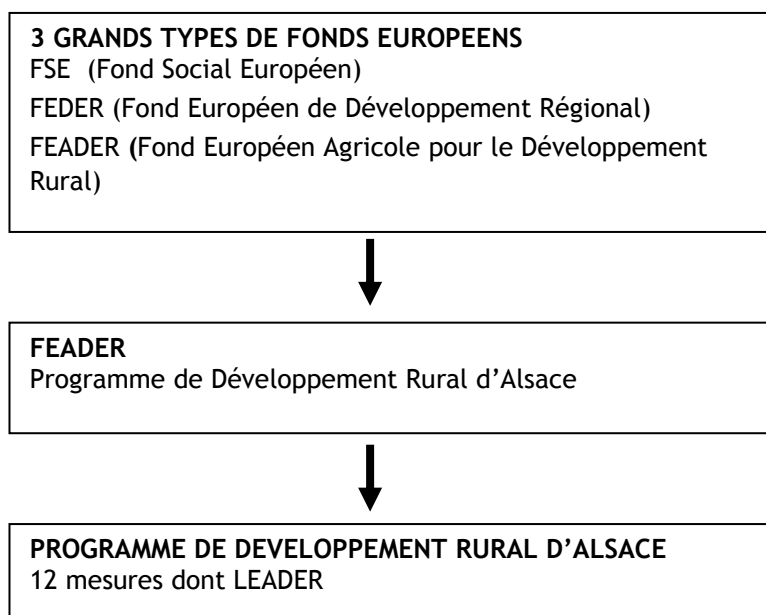 3 GRANDS TYPES DE FONDS EUROPEENS
FSE  (Fond Social Européen)
FEDER (Fond Européen de Développement Régional)
FEADER (Fond Européen Agricole pour le Développement
Rural)
FEADER
Programme de Développement Rural d’Alsace
PROGRAMME DE DEVELOPPEMENT RURAL D’ALSACE
12 mesures dont LEADER